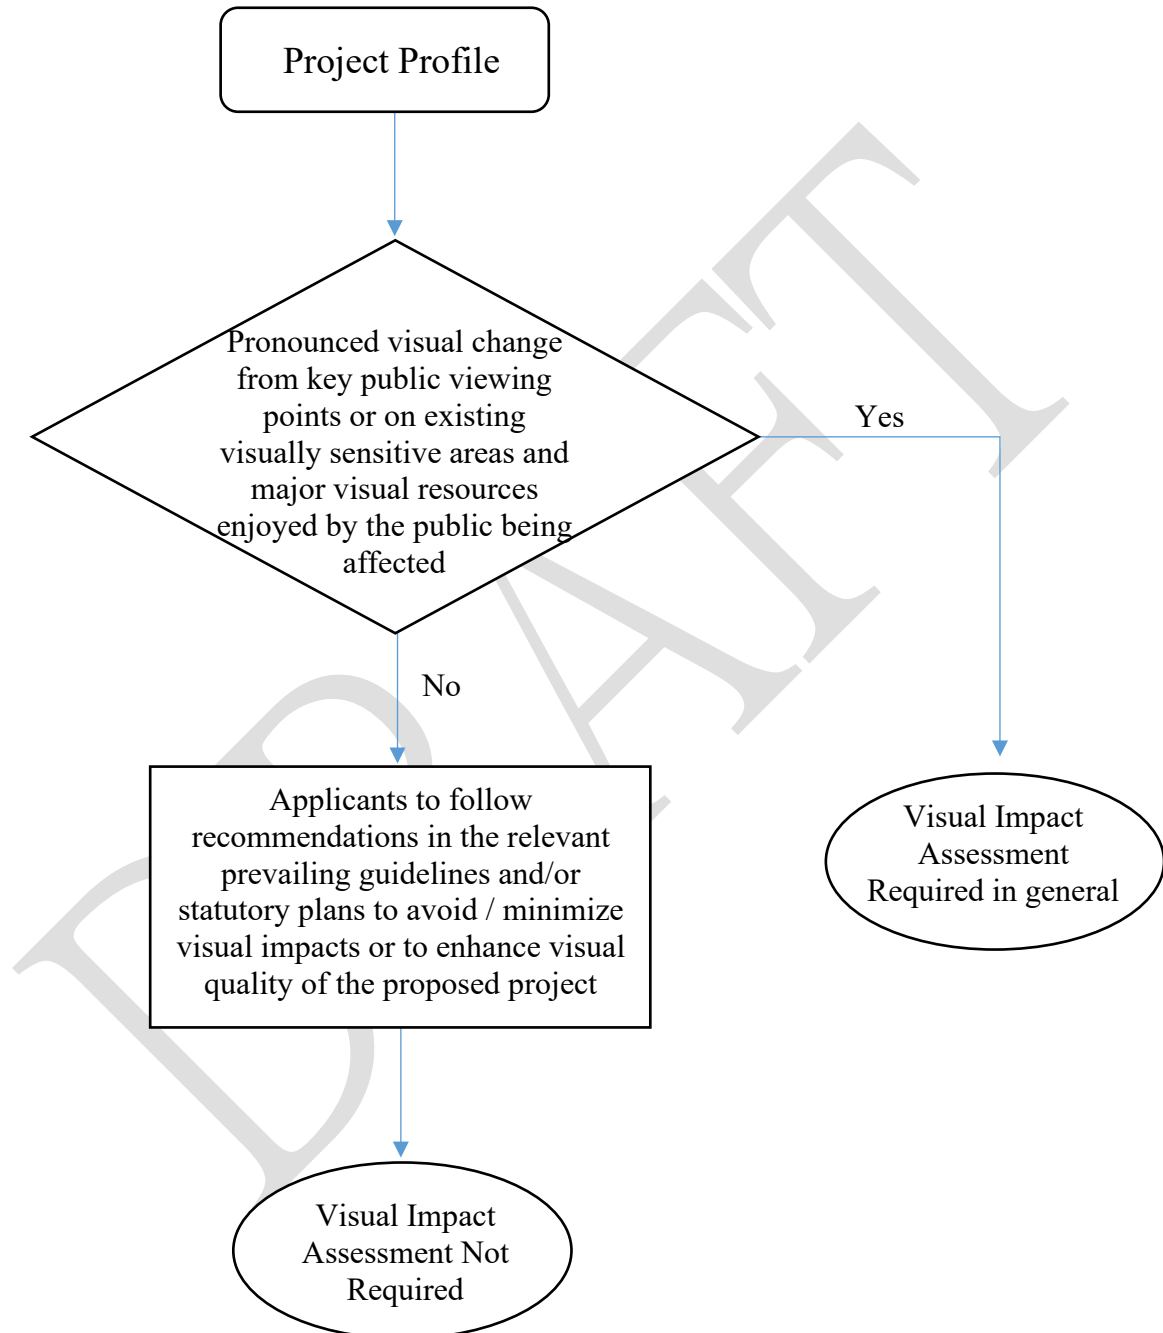 Project Profile
Pronounced visual change
from key public viewing
points or on existing
visually sensitive areas and
major visual resources
enjoyed by the public being
affected
Yes
No
Applicants to follow
recommendations in the relevant
prevailing guidelines and/or
statutory plans to avoid / minimize
visual impacts or to enhance visual
quality of the proposed project
Visual Impact
Assessment
Required in general
Visual Impact
Assessment Not
Required
DRAFT